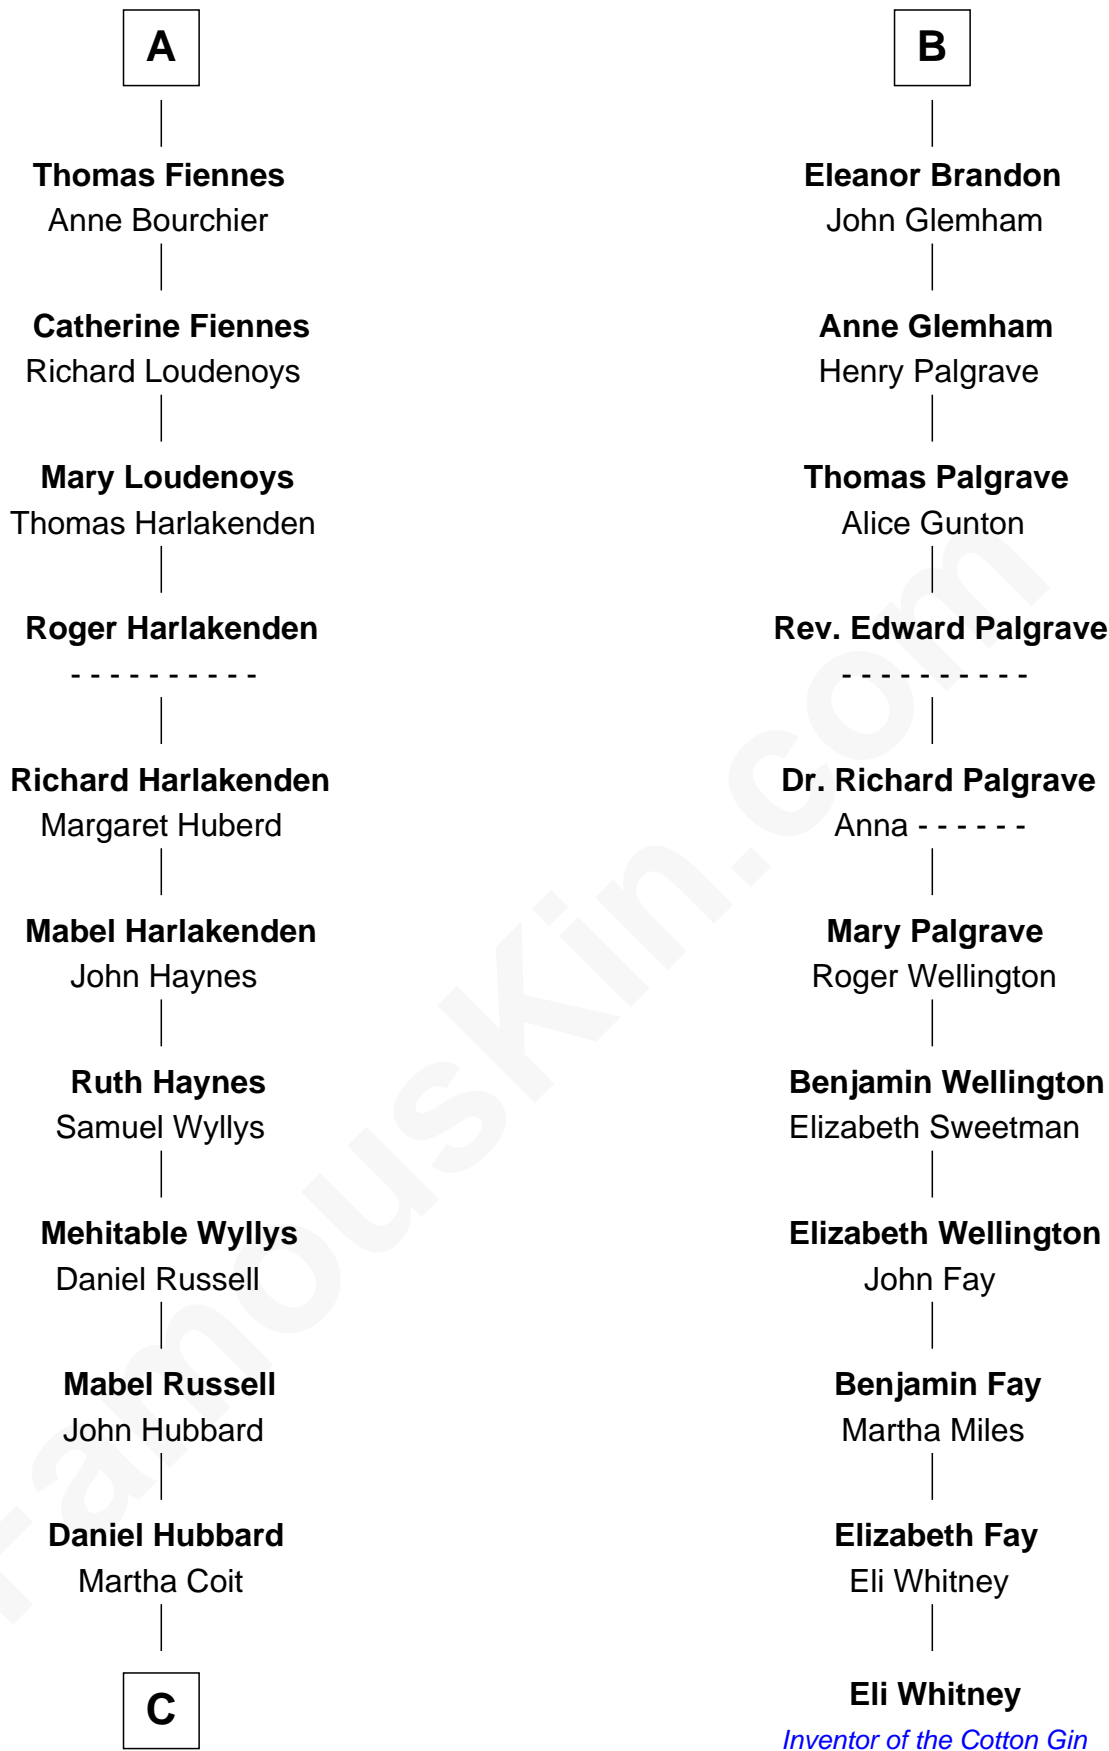 A
Thomas Fiennes
Anne Bourchier
Catherine Fiennes
Richard Loudenoys
Mary Loudenoys
Thomas Harlakenden
Roger Harlakenden
- - - - - - - - - -
Richard Harlakenden
Margaret Huberd
Mabel Harlakenden
John Haynes
Ruth Haynes
Samuel Wyllys
Mehitable Wyllys
Daniel Russell
Mabel Russell
John Hubbard
Daniel Hubbard
Martha Coit
C
B
Eleanor Brandon
John Glemham
Anne Glemham
Henry Palgrave
Thomas Palgrave
Alice Gunton
Rev. Edward Palgrave
- - - - - - - - - -
Dr. Richard Palgrave
Anna - - - - - -
Mary Palgrave
Roger Wellington
Benjamin Wellington
Elizabeth Sweetman
Elizabeth Wellington
John Fay
Benjamin Fay
Martha Miles
Elizabeth Fay
Eli Whitney
Eli Whitney
Inventor of the Cotton Gin
FamousKin.com